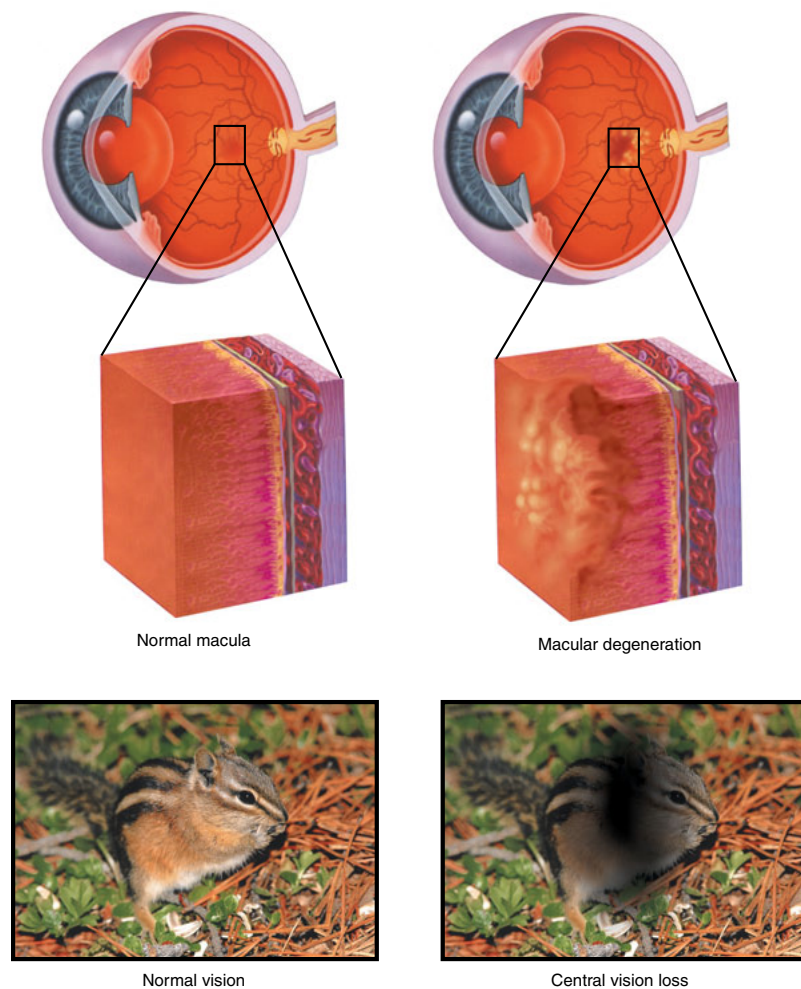 Normal macula
Macular degeneration
Normal vision
Central vision loss